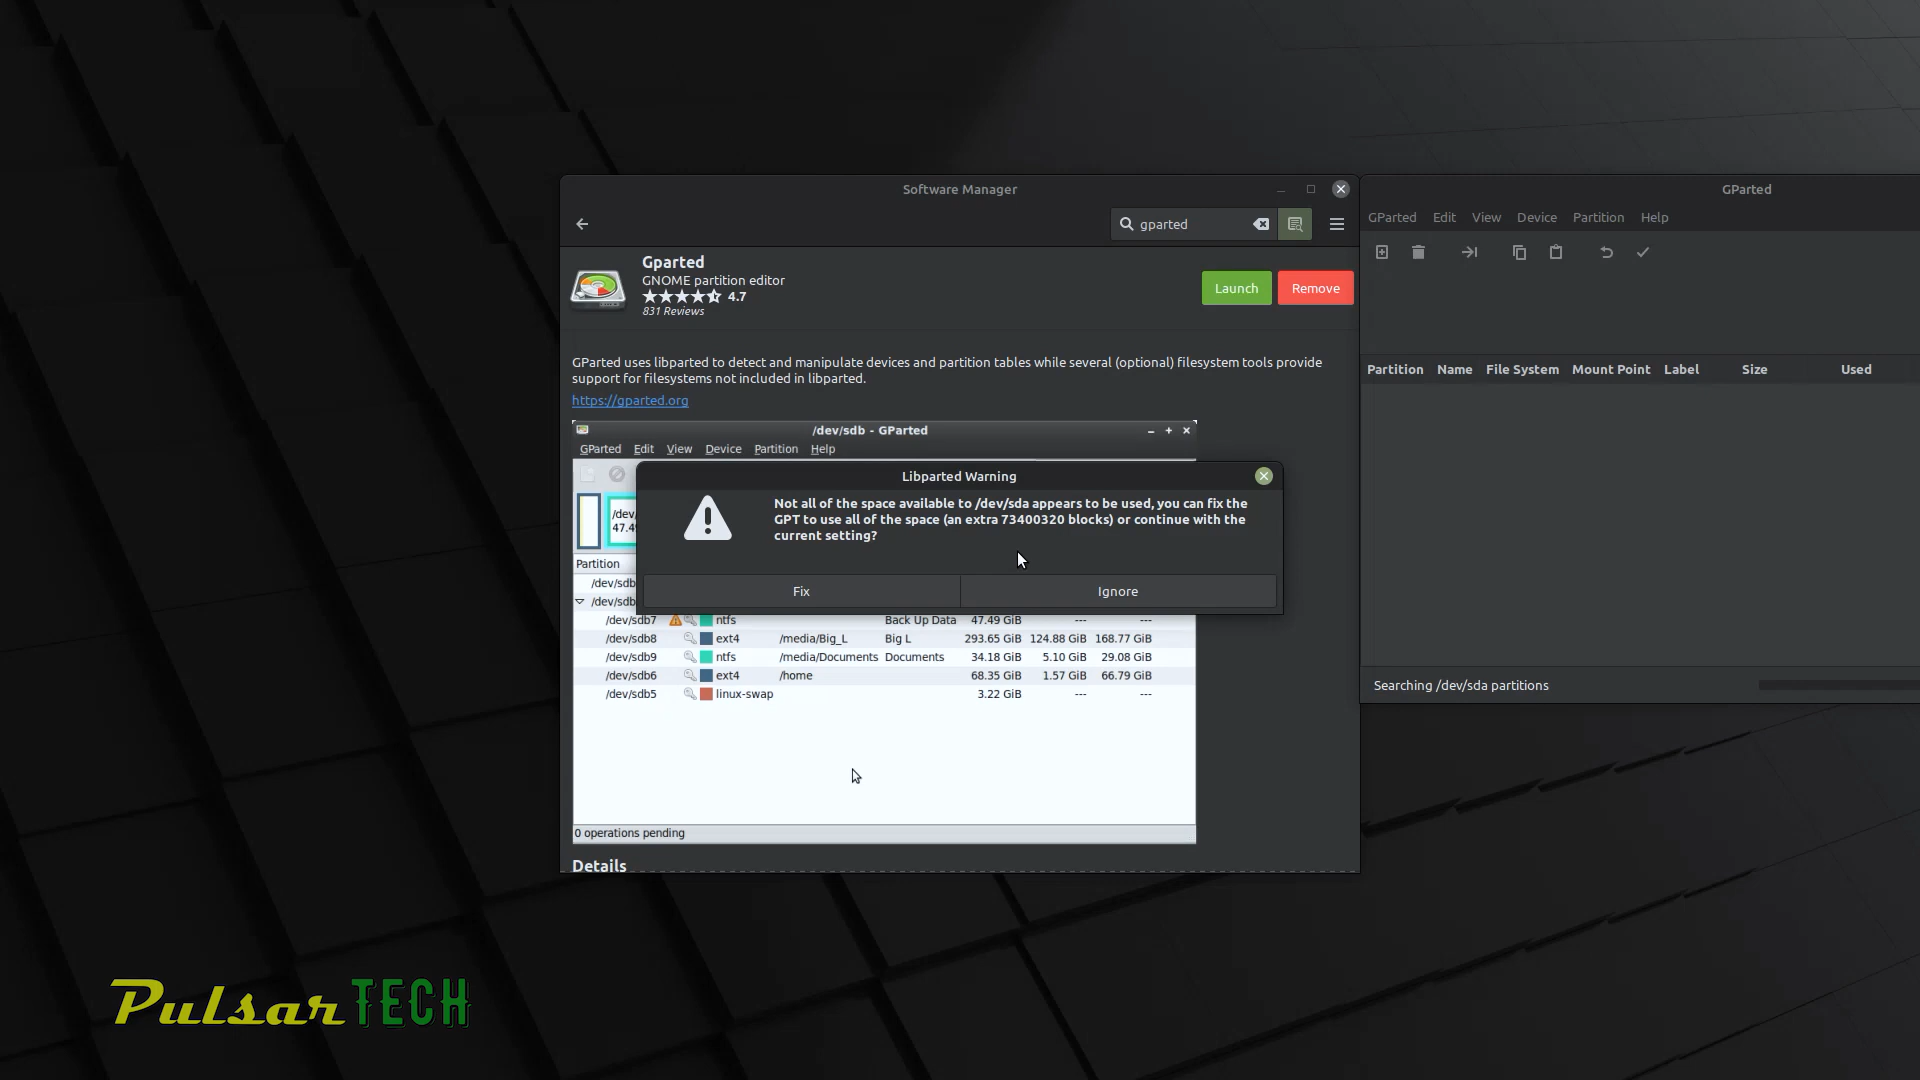 Software Manager
gparted
Gparted
GNOME partition editor
4.7
831 Reviews
Launch
Remove
GParted uses libparted to detect and manipulate devices and partition tables while several (optional) filesystem tools provide
support for filesystems not included in libparted.
https://gparted.org
/dev/sdb - GParted
GParted Edit View Device Partition Help
/dev/
47.4
Partition
/dev/sdb
/dev/sdb
/dev/sdb7 ntfs Back Up Data 47.49 GiB --- ---
/dev/sdb8 ext4 /media/Big_L Big L 293.65 GiB 124.88 GiB 168.77 GiB
/dev/sdb9 ntfs /media/Documents Documents 34.18 GiB 5.10 GiB 29.08 GiB
/dev/sdb6 ext4 /home 68.35 GiB 1.57 GiB 66.79 GiB
/dev/sdb5 linux-swap 3.22 GiB --- ---
0 operations pending
Details
Libparted Warning
Not all of the space available to /dev/sda appears to be used, you can fix the
GPT to use all of the space (an extra 73400320 blocks) or continue with the
current setting?
Fix
Ignore
GParted
GParted Edit View Device Partition Help
Partition Name File System Mount Point Label Size Used
Searching /dev/sda partitions
PulsarTECH